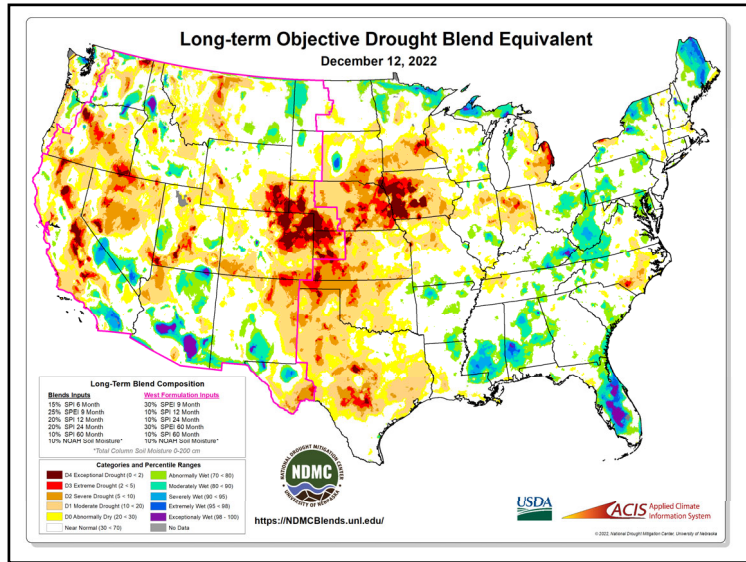 Long-term Objective Drought Blend Equivalent
December 12, 2022
Long-Term Blend Composition
Blends Inputs
15% SPI 6 Month
25% SPEI 9 Month
20% SPI 12 Month
20% SPI 24 Month
10% SPI 60 Month
10% NOAH Soil Moisture*
West Formulation Inputs
30% SPEI 9 Month
10% SPI 12 Month
10% SPI 24 Month
30% SPEI 60 Month
10% SPI 60 Month
10% NOAH Soil Moisture*
*Total Column Soil Moisture 0-200 cm
Categories and Percentile Ranges
D4 Exceptional Drought (0 < 2)
D3 Extreme Drought (2 < 5)
D2 Severe Drought (5 < 10)
D1 Moderate Drought (10 < 20)
D0 Abnormally Dry (20 < 30)
Near Normal (30 < 70)
Abnormally Wet (70 < 80)
Moderately Wet (80 < 90)
Severely Wet (90 < 95)
Extremely Wet (95 < 98)
Exceptionaly Wet (98 - 100)
No Data
NATIONAL DROUGHT MITIGATION CENTER
NDMC
UNIVERSITY OF NEBRASKA
https://NDMCBlends.unl.edu/
USDA
ACIS
Applied Climate
Information System
© 2022, National Drought Mitigation Center, University of Nebraska